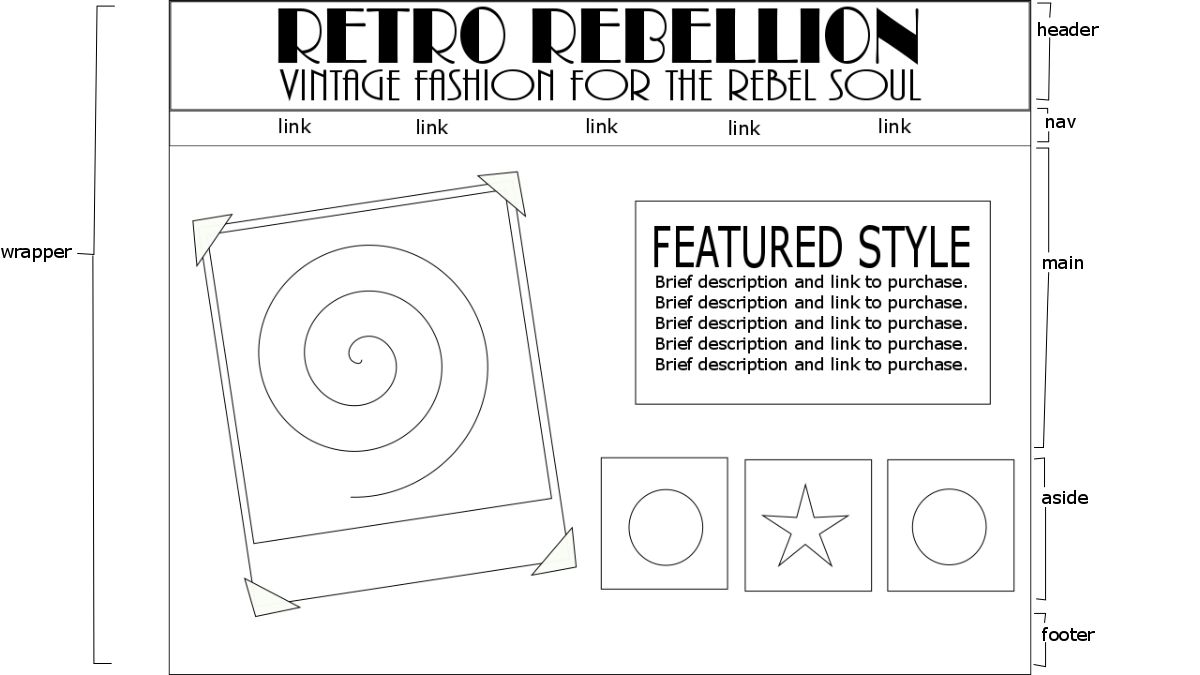 RETRO REBELLION
VINTAGE FASHION FOR THE REBEL SOUL
header
link link link link link
nav
wrapper
FEATURED STYLE
Brief description and link to purchase.
Brief description and link to purchase.
Brief description and link to purchase.
Brief description and link to purchase.
Brief description and link to purchase.
main
aside
footer